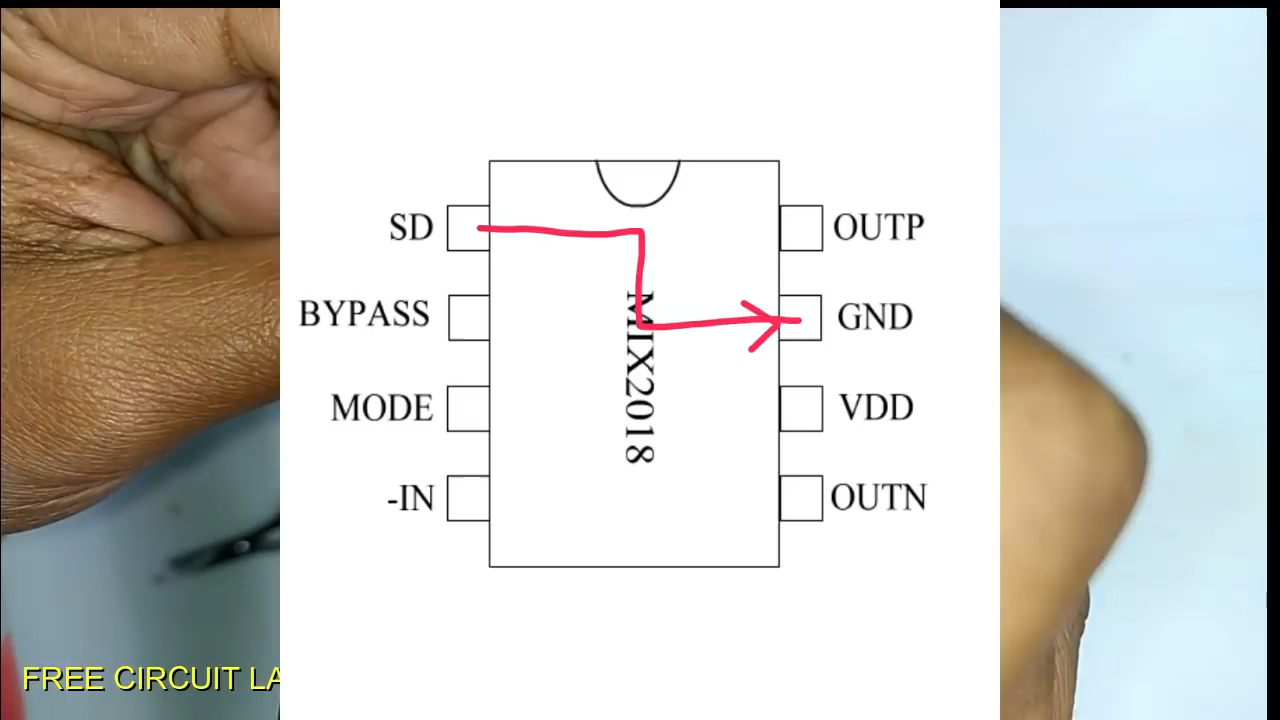 SD
OUTP
BYPASS
GND
MIX2018
MODE
VDD
-IN
OUTN
FREE CIRCUIT LA